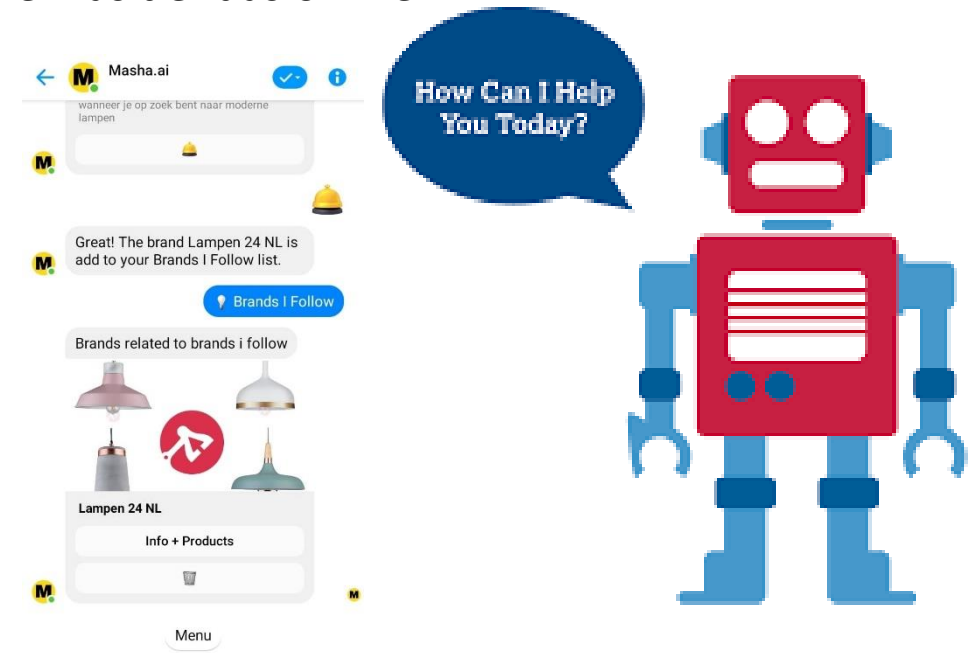 Masha.ai
wanneer je op zoek bent naar moderne
lampen
Great! The brand Lampen 24 NL is
add to your Brands I Follow list.
Brands I Follow
Brands related to brands i follow
Lampen 24 NL
Info + Products
Menu
How Can I Help
You Today?